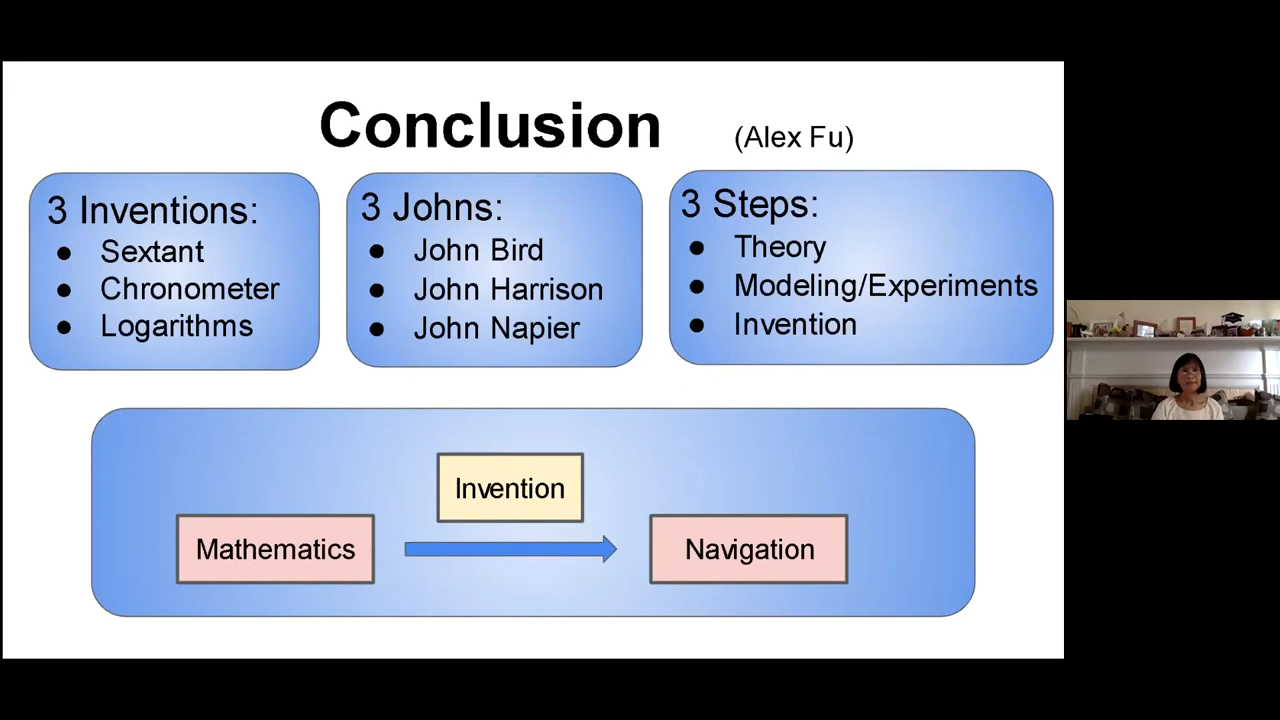 Conclusion (Alex Fu)
3 Inventions:
● Sextant
● Chronometer
● Logarithms
3 Johns:
● John Bird
● John Harrison
● John Napier
3 Steps:
● Theory
● Modeling/Experiments
● Invention
Invention
Mathematics
Navigation